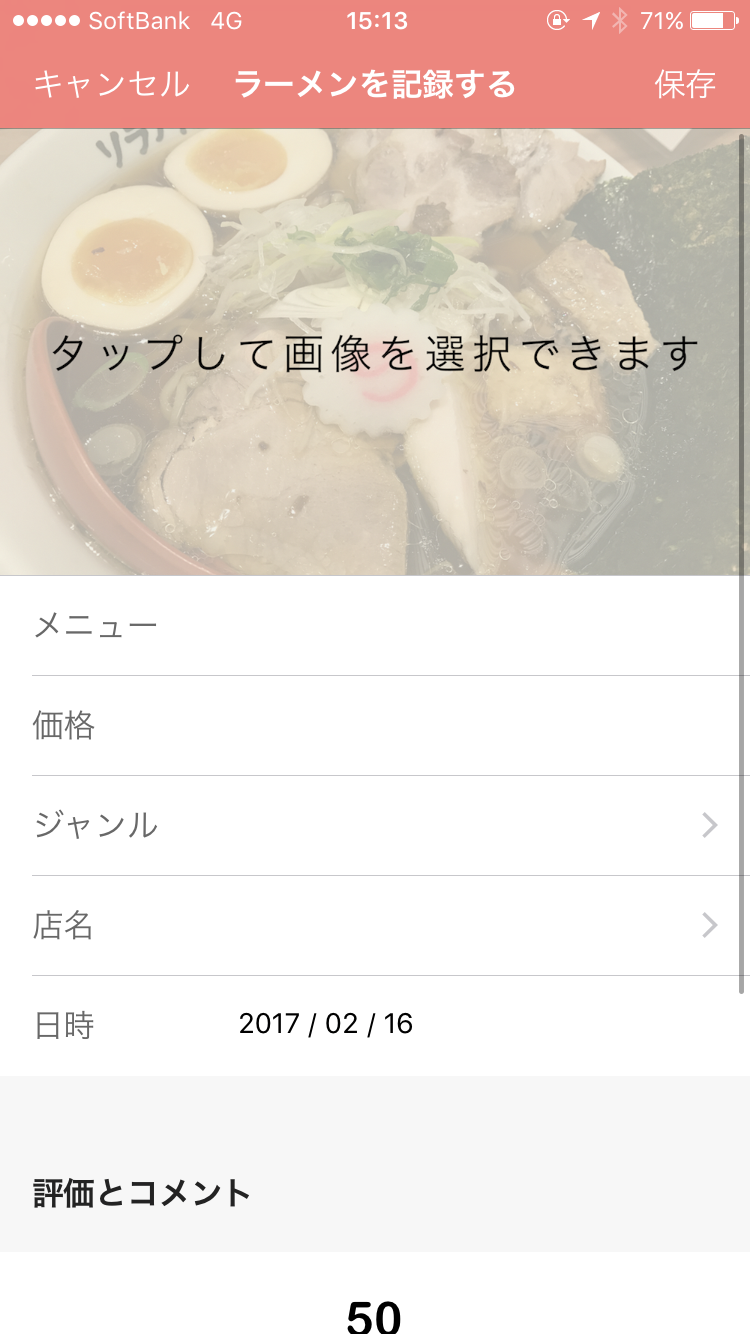 SoftBank 4G 15:13 71%
キャンセル ラーメンを記録する 保存
タップして画像を選択できます
メニュー
価格
ジャンル
店名
日時 2017 / 02 / 16
評価とコメント
50